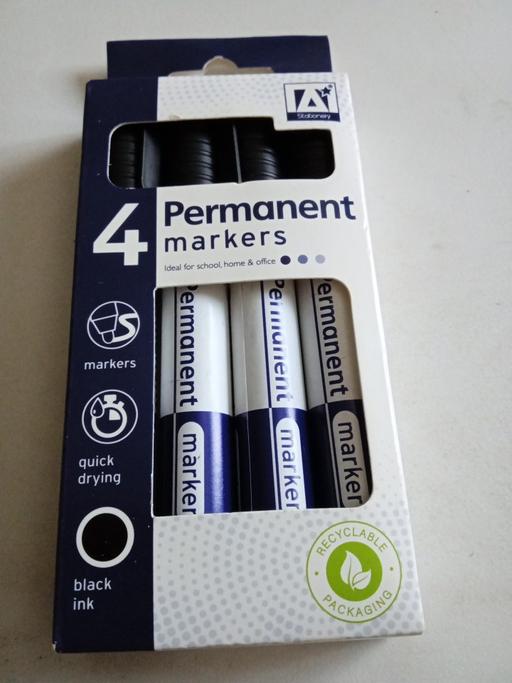 Stationery
4 Permanent
markers
Ideal for school, home & office
markers
quick
drying
black
ink
Permanent
marker
Permanent
marker
Permanent
marker
RECYCLABLE
PACKAGING